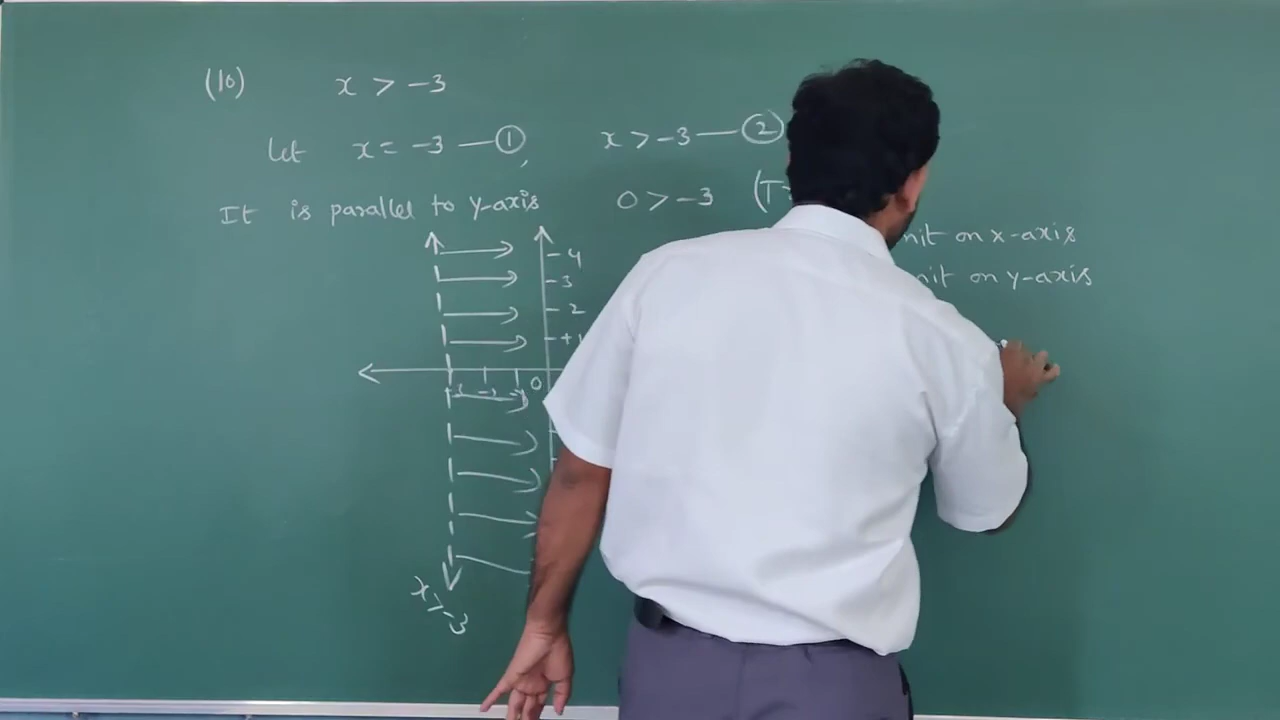 (10) x > -3
Let x = -3 — ① , x > -3 — ②
It is parallel to y-axis 0 > -3 (T
nit on x-axis
nit on y-axis
-4
-3
-2
+1
0
x > -3